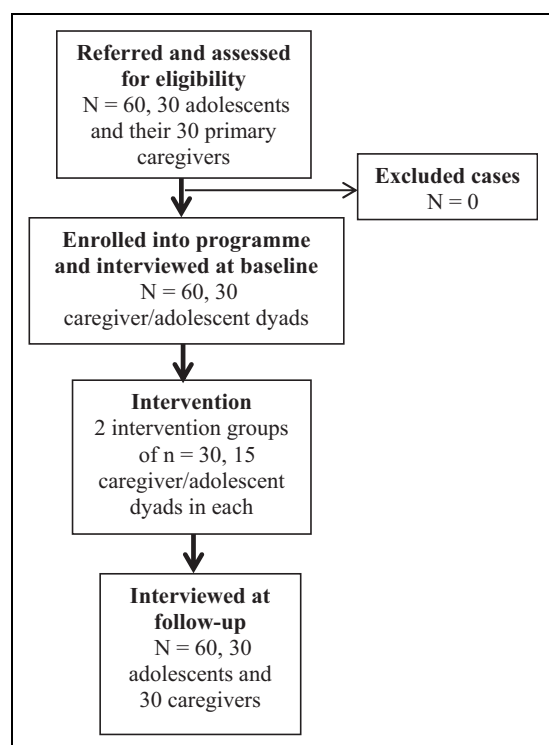 Referred and assessed
for eligibility
N = 60, 30 adolescents
and their 30 primary
caregivers
Excluded cases
N = 0
Enrolled into programme
and interviewed at baseline
N = 60, 30
caregiver/adolescent dyads
Intervention
2 intervention groups
of n = 30, 15
caregiver/adolescent
dyads in each
Interviewed at
follow-up
N = 60, 30
adolescents and
30 caregivers